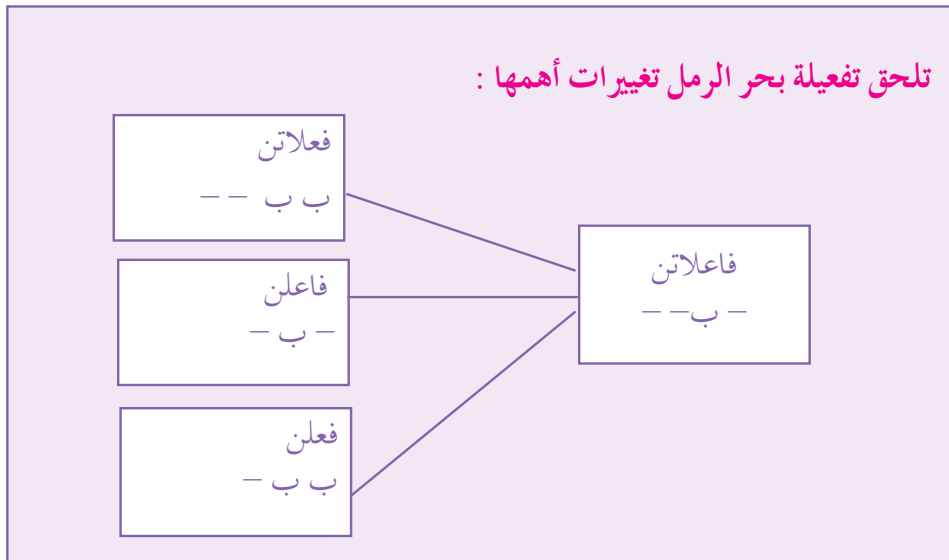 تلحق تفعيلة بحر الرمل تغييرات أهمها :
فاعلاتن
– ب– –
فعلاتن
ب ب – –
فاعلن
– ب –
فعلن
ب ب –